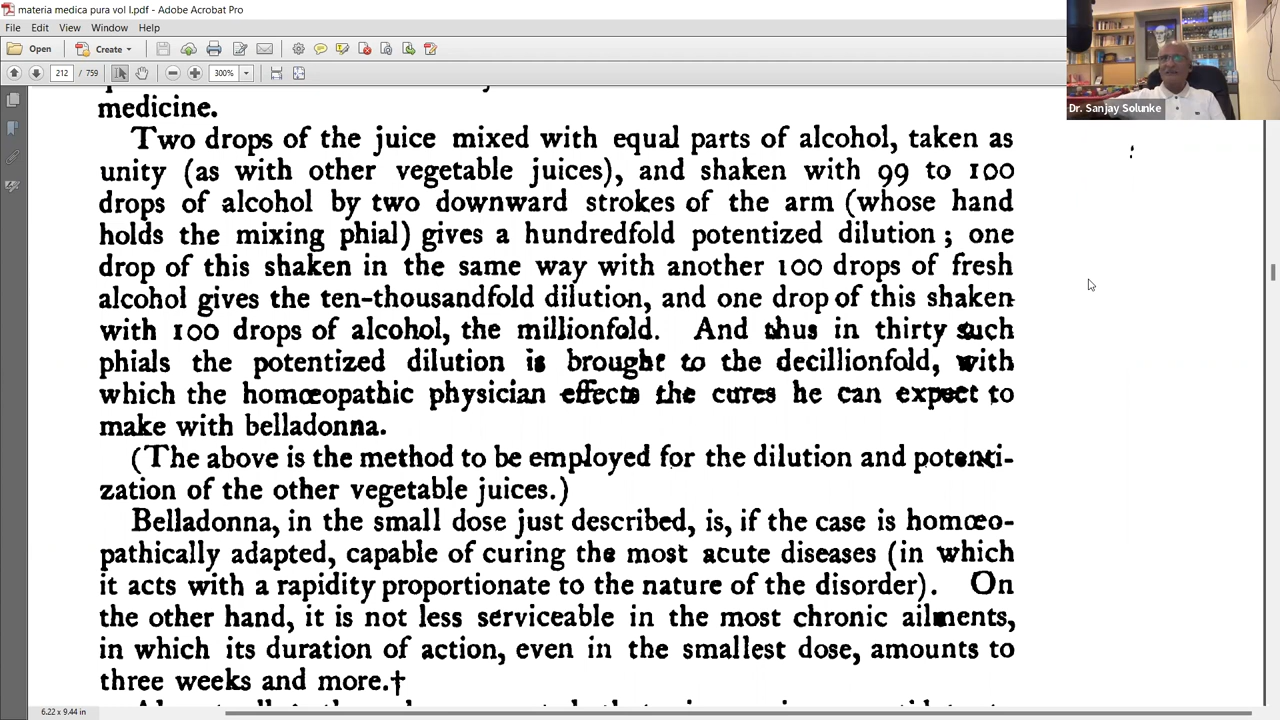 materia medica pura vol I.pdf - Adobe Acrobat Pro
File Edit View Window Help
Open Create
212 / 759 300%
Dr. Sanjay Solunke
medicine.
Two drops of the juice mixed with equal parts of alcohol, taken as
unity (as with other vegetable juices), and shaken with 99 to 100
drops of alcohol by two downward strokes of the arm (whose hand
holds the mixing phial) gives a hundredfold potentized dilution; one
drop of this shaken in the same way with another 100 drops of fresh
alcohol gives the ten-thousandfold dilution, and one drop of this shaken
with 100 drops of alcohol, the millionfold. And thus in thirty such
phials the potentized dilution is brought to the decillionfold, with
which the homœopathic physician effects the cures he can expect to
make with belladonna.
(The above is the method to be employed for the dilution and potenti-
zation of the other vegetable juices.)
Belladonna, in the small dose just described, is, if the case is homœo-
pathically adapted, capable of curing the most acute diseases (in which
it acts with a rapidity proportionate to the nature of the disorder). On
the other hand, it is not less serviceable in the most chronic ailments,
in which its duration of action, even in the smallest dose, amounts to
three weeks and more.†
6.22 x 9.44 in